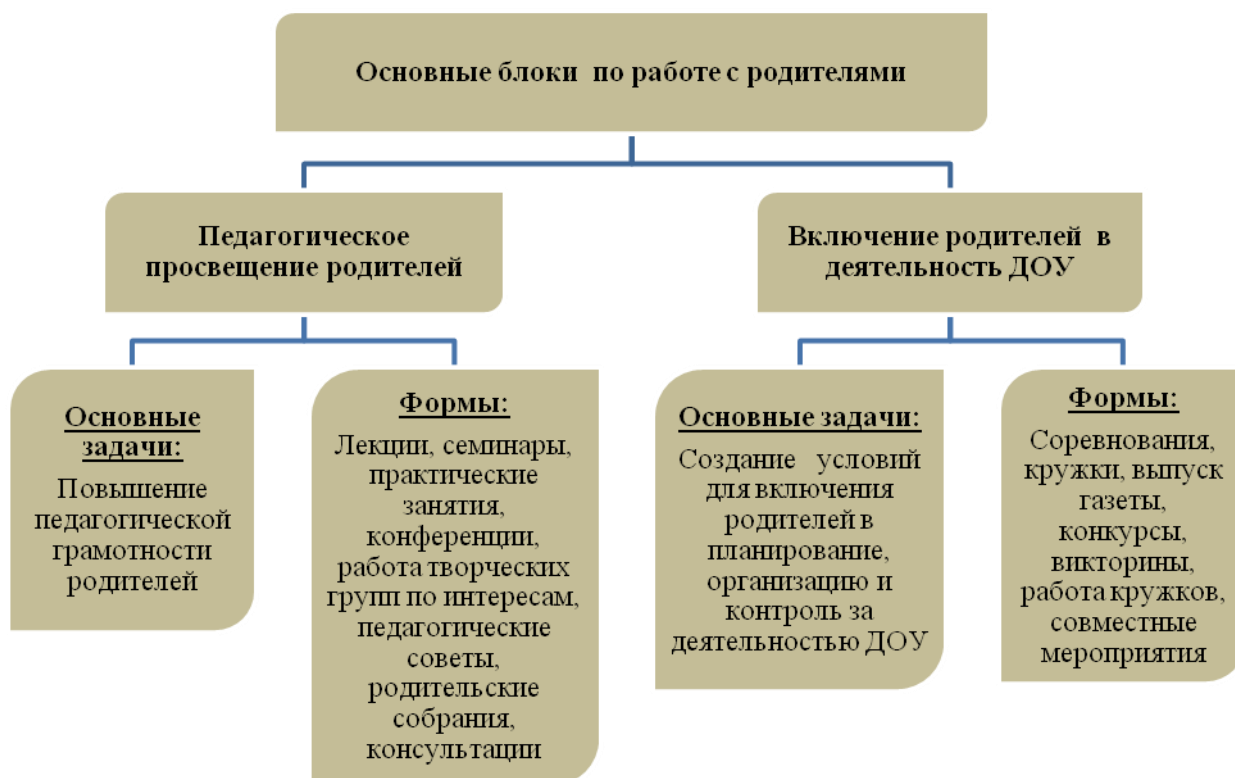 Основные блоки по работе с родителями
Педагогическое
просвещение родителей
Включение родителей в
деятельность ДОУ
Основные
задачи:
Повышение
педагогической
грамотности
родителей
Формы:
Лекции, семинары,
практические
занятия,
конференции,
работа творческих
групп по интересам,
педагогические
советы,
родительские
собрания,
консультации
Основные задачи:
Создание условий
для включения
родителей в
планирование,
организацию и
контроль за
деятельностью ДОУ
Формы:
Соревнования,
кружки, выпуск
газеты,
конкурсы,
викторины,
работа кружков,
совместные
мероприятия